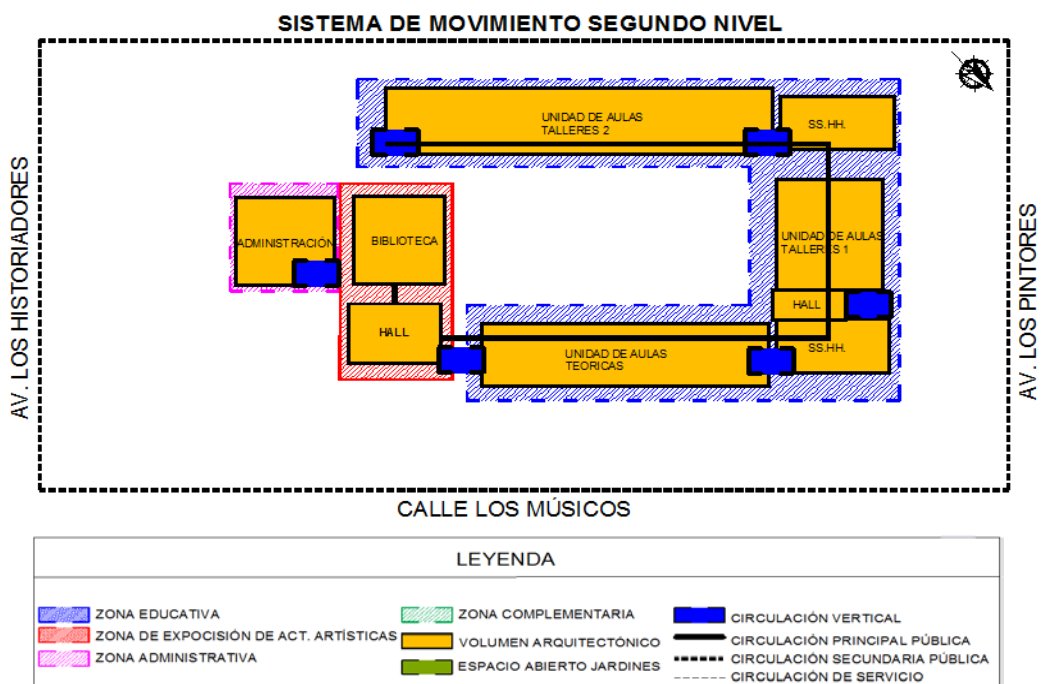 SISTEMA DE MOVIMIENTO SEGUNDO NIVEL
UNIDAD DE AULAS
TALLERES 2
SS.HH.
AV. LOS HISTORIADORES
ADMINISTRACIÓN
BIBLIOTECA
UNIDAD DE AULAS
TALLERES 1
HALL
HALL
UNIDAD DE AULAS
TEORICAS
SS.HH.
AV. LOS PINTORES
CALLE LOS MÚSICOS
LEYENDA
ZONA EDUCATIVA
ZONA DE EXPOCISIÓN DE ACT. ARTÍSTICAS
ZONA ADMINISTRATIVA
ZONA COMPLEMENTARIA
VOLUMEN ARQUITECTÓNICO
ESPACIO ABIERTO JARDINES
CIRCULACIÓN VERTICAL
CIRCULACIÓN PRINCIPAL PÚBLICA
CIRCULACIÓN SECUNDARIA PÚBLICA
CIRCULACIÓN DE SERVICIO